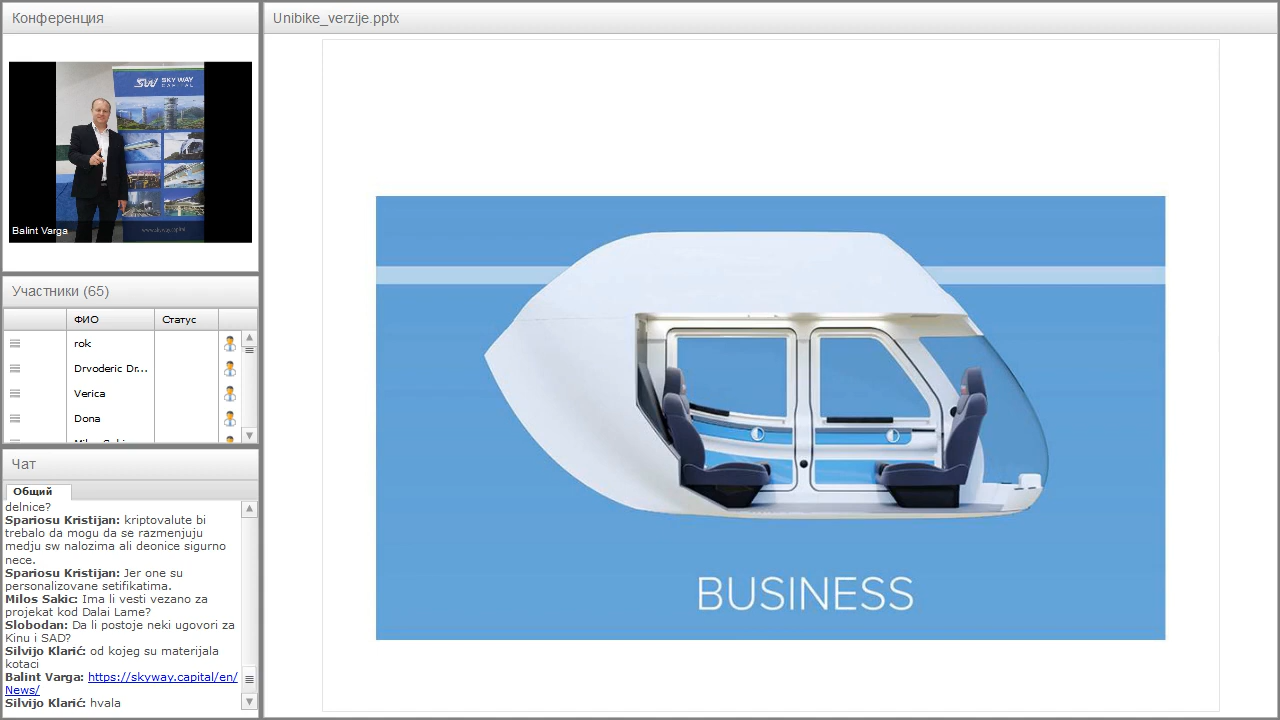 Конференция
SW SKY WAY
CAPITAL
www.skyway.capital
Balint Varga
Участники (65)
ФИО Статус
rok
Drvoderic Dr...
Verica
Dona
Чат
Общий
delnice?
Spariosu Kristijan: kriptovalute bi
trebalo da mogu da se razmenjuju
medju sw nalozima ali deonice sigurno
nece.
Spariosu Kristijan: Jer one su
personalizovane setifikatima.
Milos Sakic: Ima li vesti vezano za
projekat kod Dalai Lame?
Slobodan: Da li postoje neki ugovori za
Kinu i SAD?
Silvijo Klarić: od kojeg su materijala
kotaci
Balint Varga: https://skyway.capital/en/
News/
Silvijo Klarić: hvala
Unibike_verzije.pptx
BUSINESS